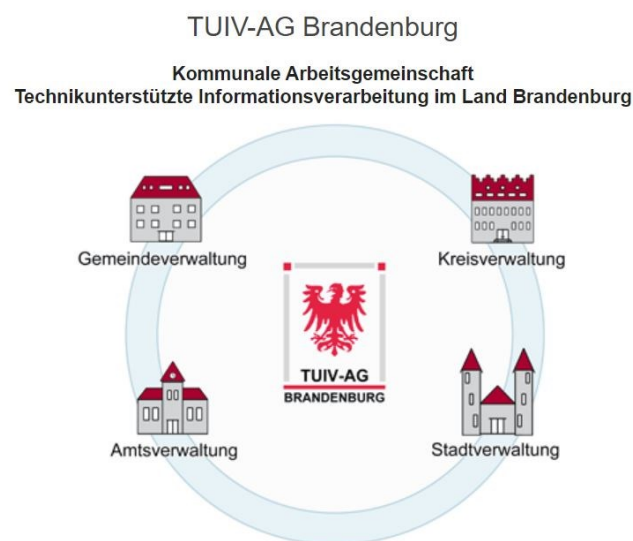 TUIV-AG Brandenburg
Kommunale Arbeitsgemeinschaft
Technikunterstützte Informationsverarbeitung im Land Brandenburg
Gemeindeverwaltung
Kreisverwaltung
TUIV-AG
BRANDENBURG
Amtsverwaltung
Stadtverwaltung